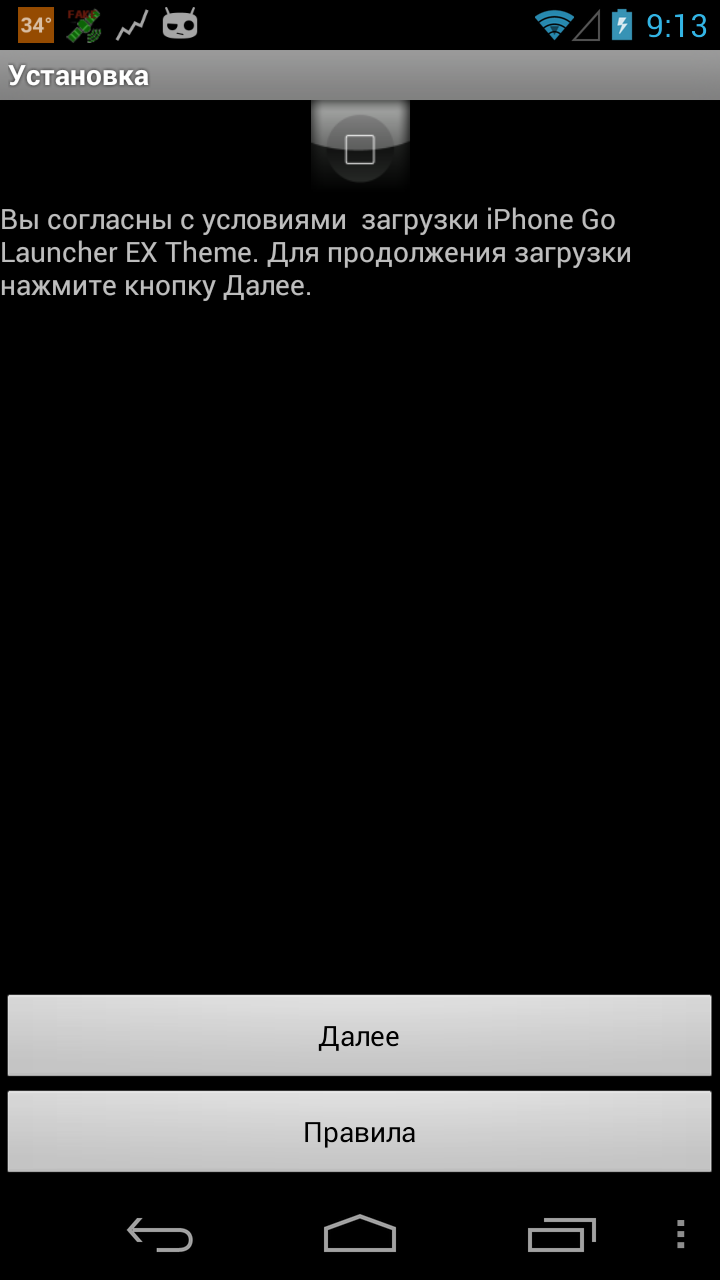 34°
FAKE
9:13
Установка
Вы согласны с условиями  загрузки iPhone Go
Launcher EX Theme. Для продолжения загрузки
нажмите кнопку Далее.
Далее
Правила